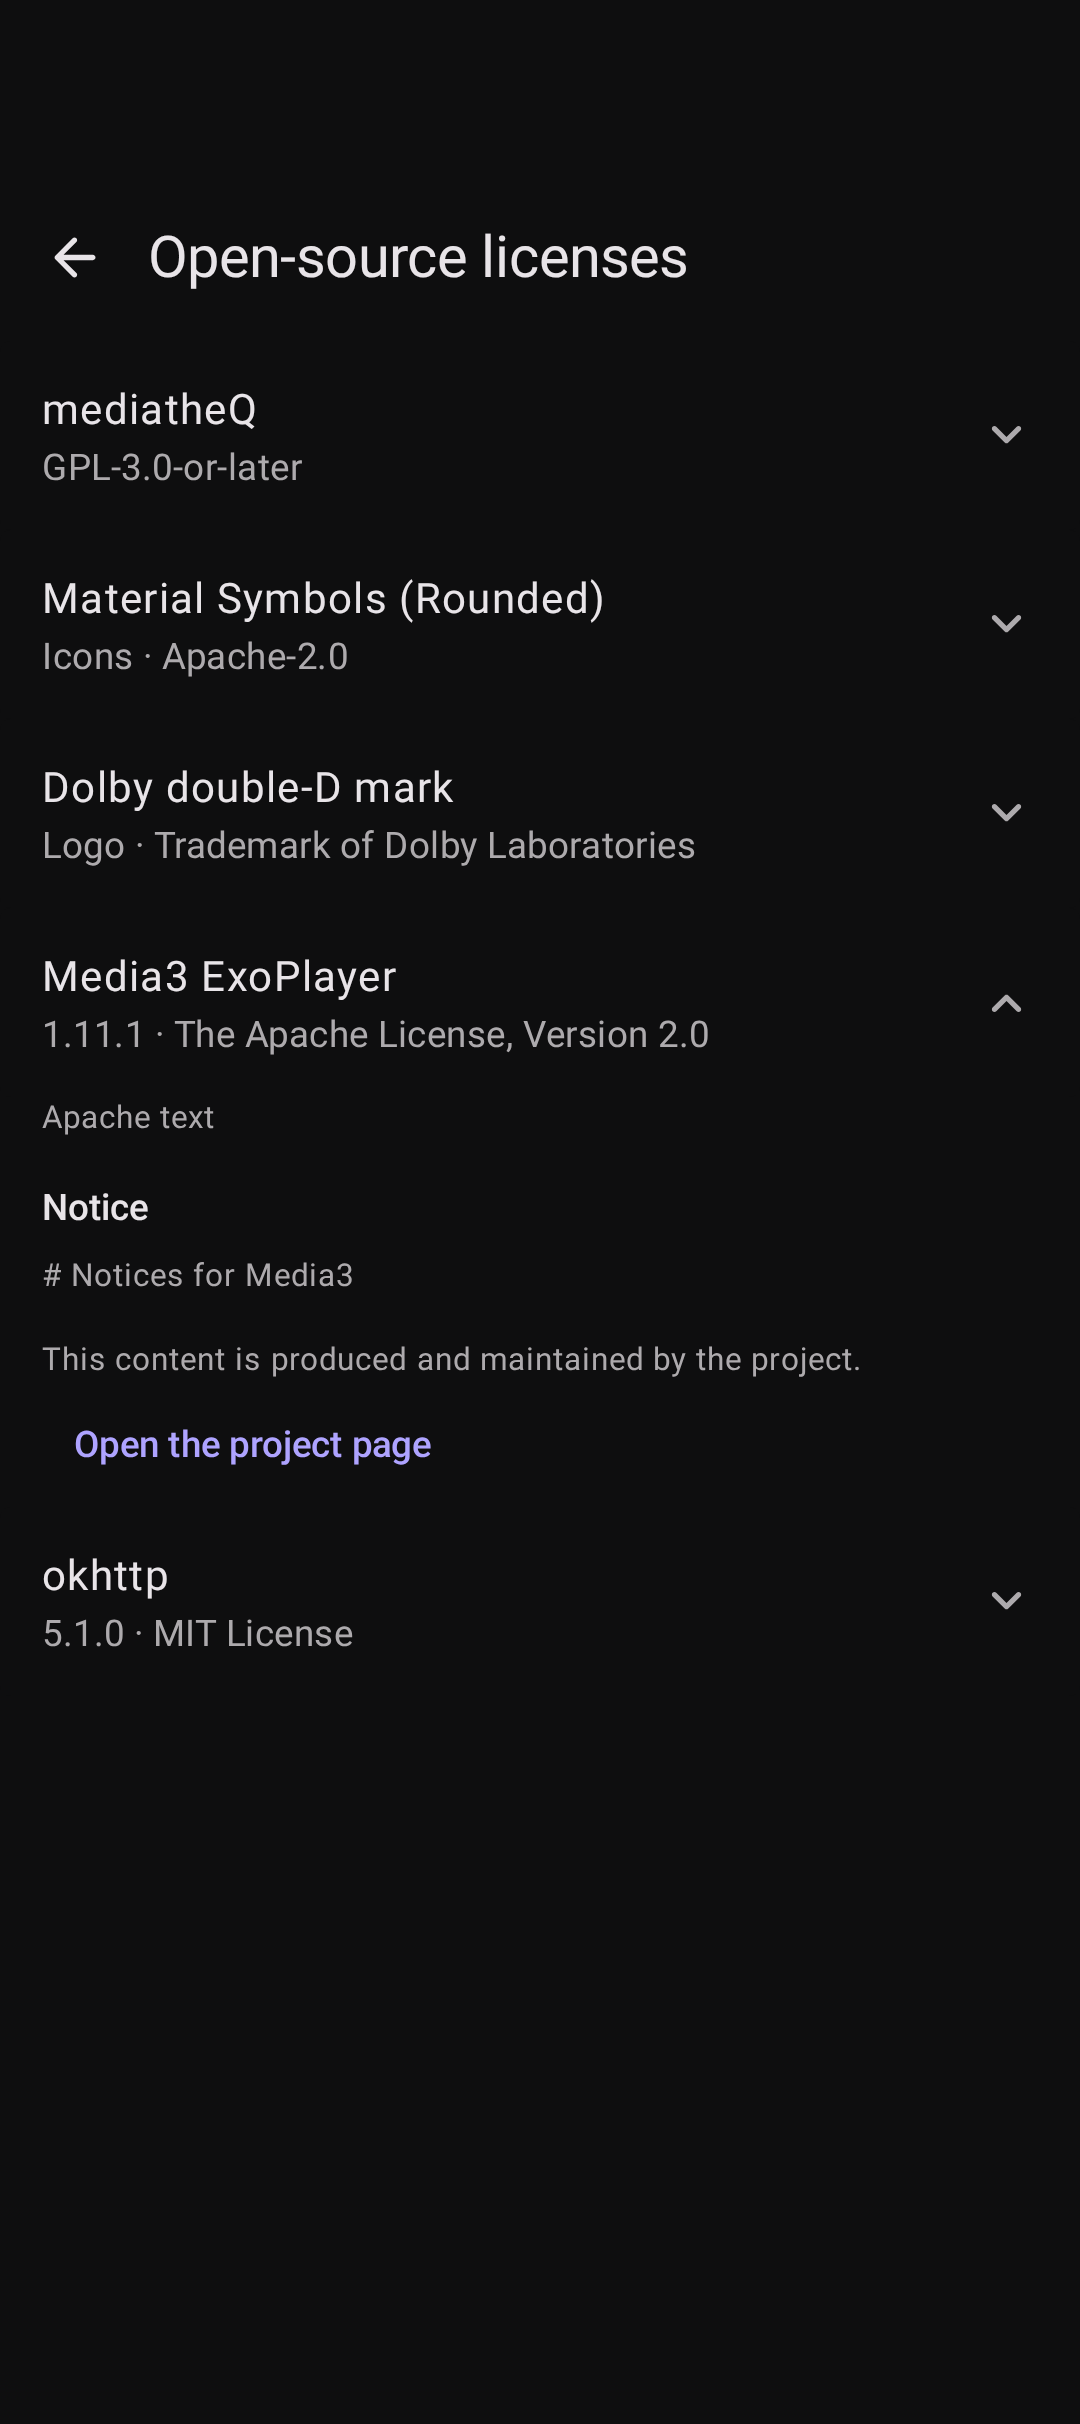 Open-source licenses
mediatheQ
GPL-3.0-or-later
Material Symbols (Rounded)
Icons · Apache-2.0
Dolby double-D mark
Logo · Trademark of Dolby Laboratories
Media3 ExoPlayer
1.11.1 · The Apache License, Version 2.0
Apache text
Notice
# Notices for Media3
This content is produced and maintained by the project.
Open the project page
okhttp
5.1.0 · MIT License